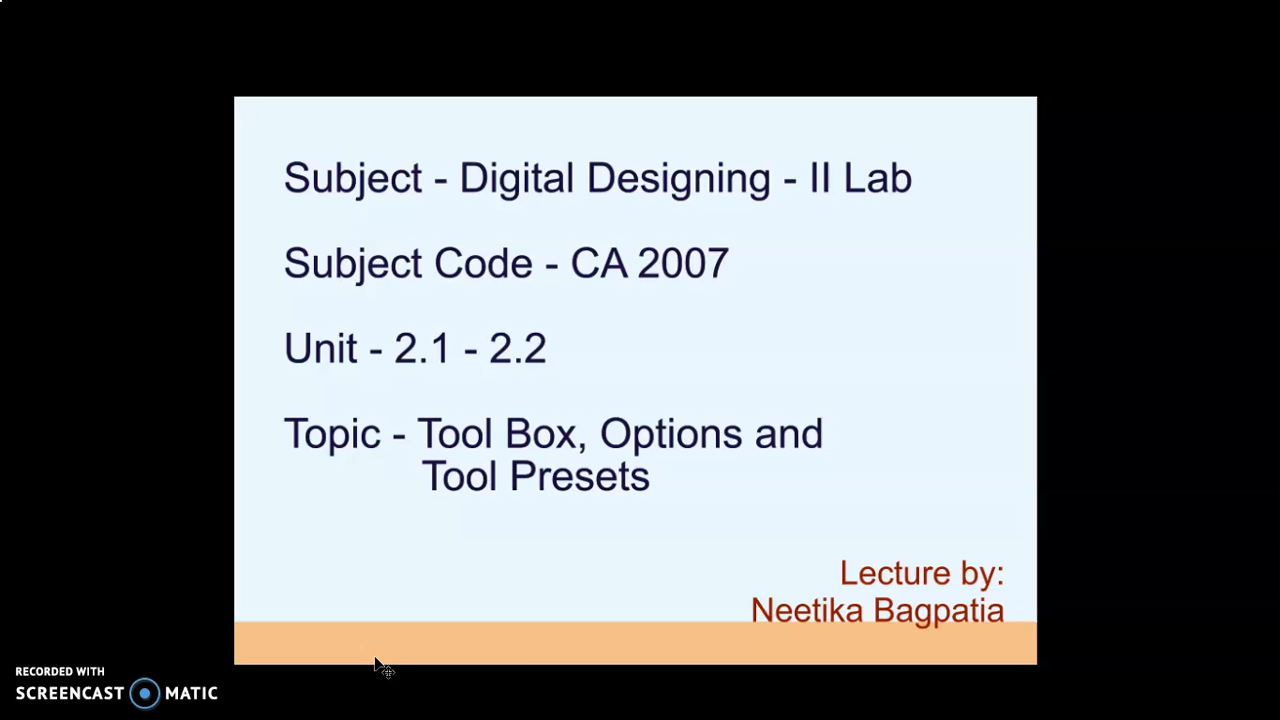 Subject - Digital Designing - II Lab
Subject Code - CA 2007
Unit - 2.1 - 2.2
Topic - Tool Box, Options and
Tool Presets
Lecture by:
Neetika Bagpatia
RECORDED WITH
SCREENCAST MATIC